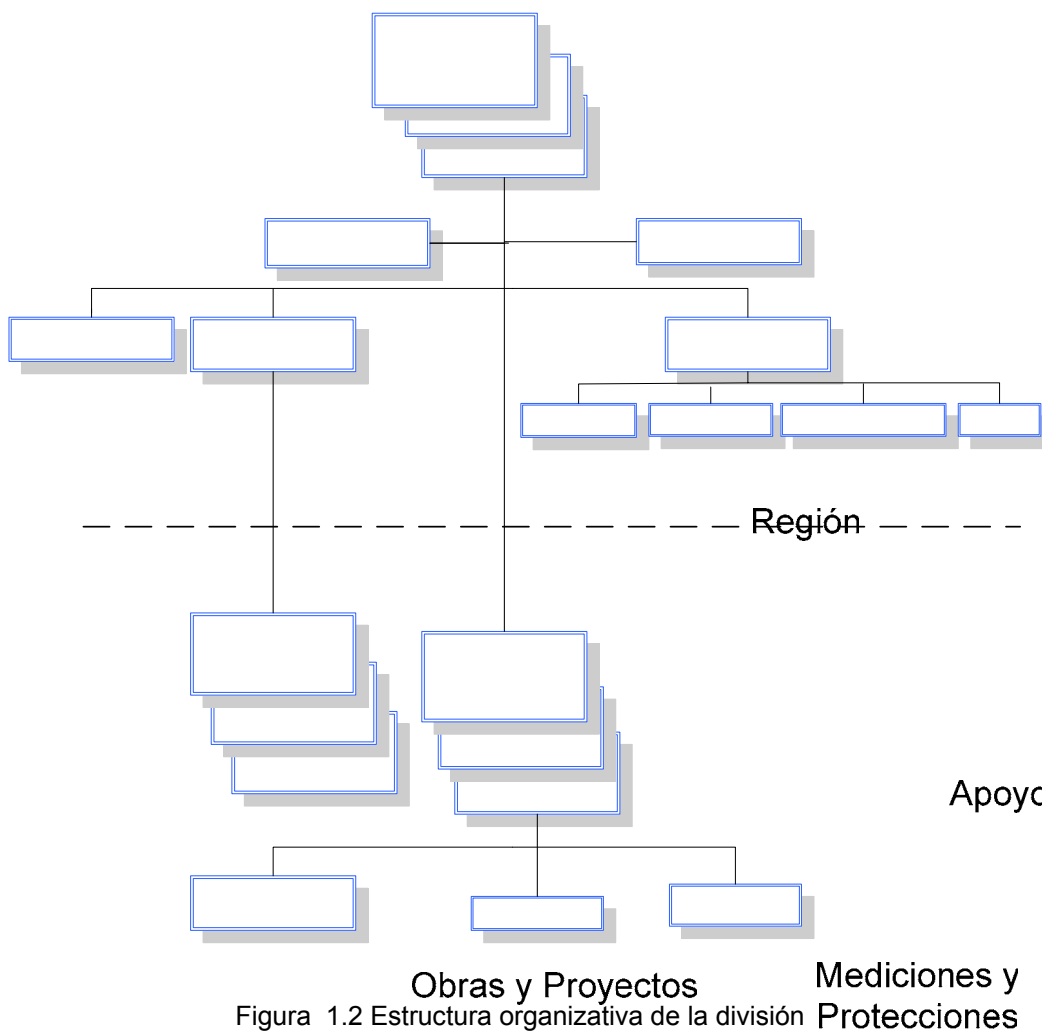 Región
Apoyo
Obras y Proyectos
Mediciones y
Protecciones
Figura 1.2 Estructura organizativa de la división